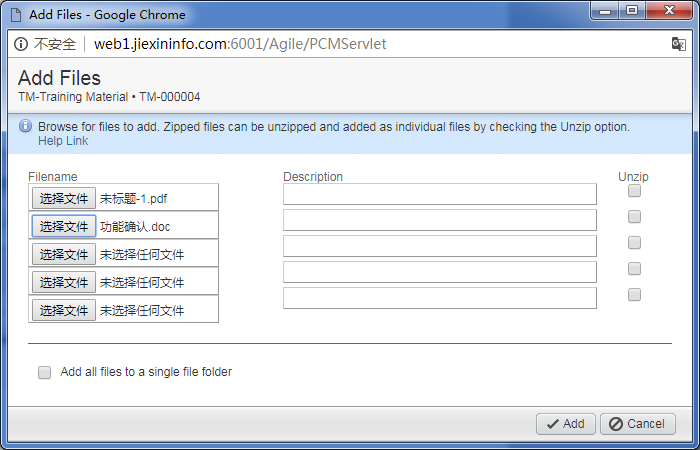 Add Files - Google Chrome
不安全 web1.jiexininfo.com:6001/Agile/PCMServlet
Add Files
TM-Training Material • TM-000004
Browse for files to add. Zipped files can be unzipped and added as individual files by checking the Unzip option.
Help Link
Filename Description Unzip
选择文件 未标题-1.pdf
选择文件 功能确认.doc
选择文件 未选择任何文件
选择文件 未选择任何文件
选择文件 未选择任何文件
Add all files to a single file folder
Add Cancel